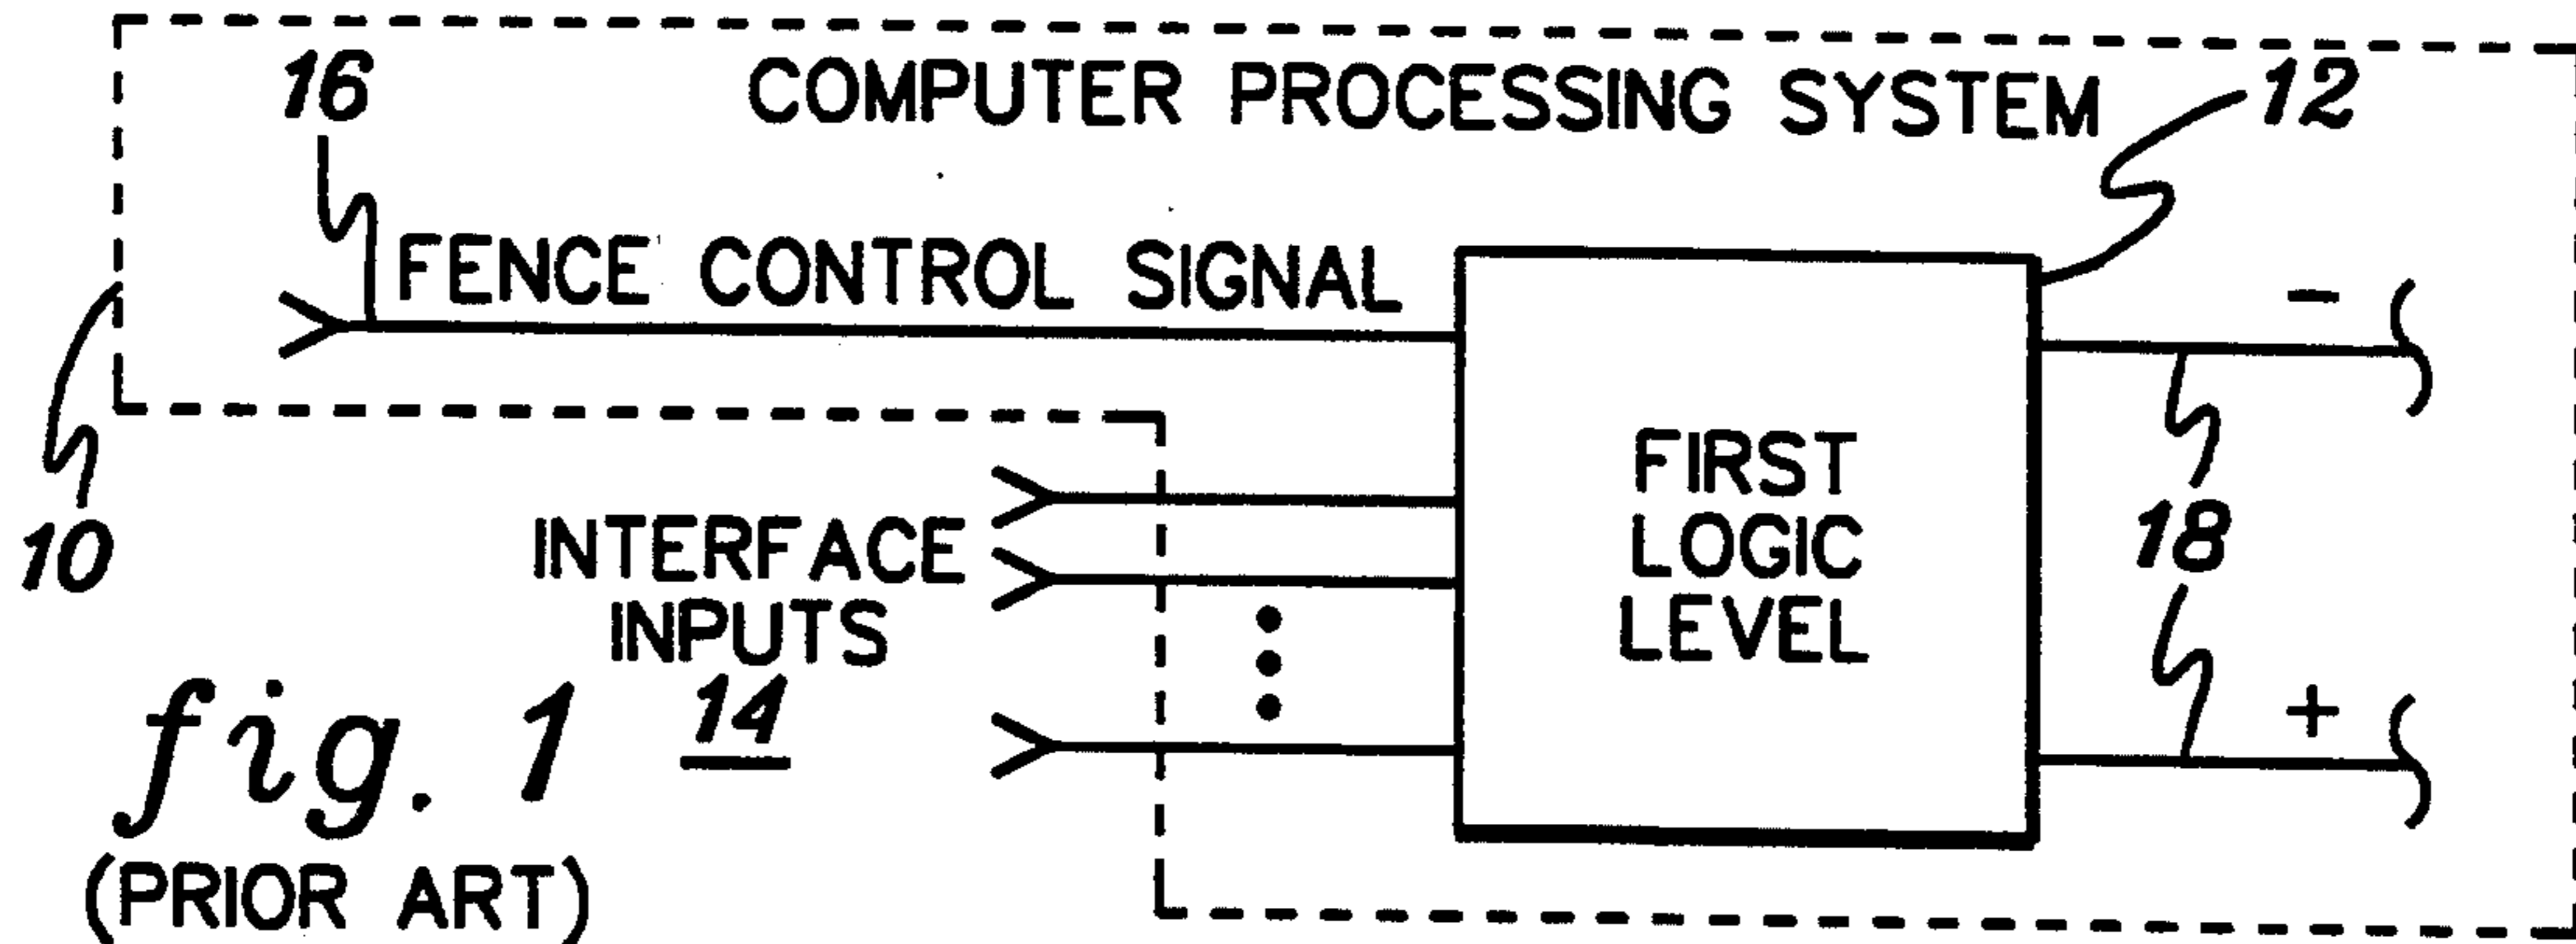 COMPUTER PROCESSING SYSTEM
16
12
FENCE CONTROL SIGNAL
-
10
INTERFACE
INPUTS
14
FIRST
LOGIC
LEVEL
18
+
fig. 1
(PRIOR ART)